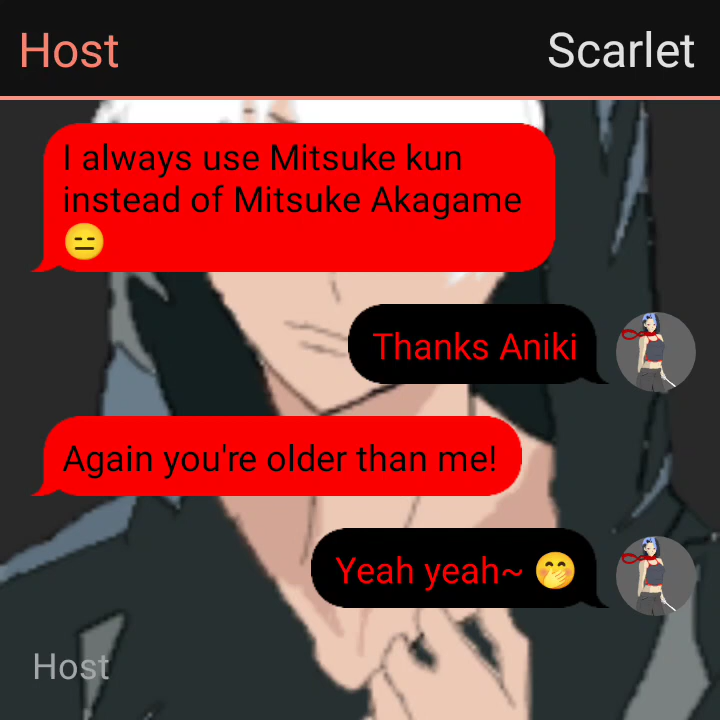 Host
Scarlet
I always use Mitsuke kun
instead of Mitsuke Akagame
😑
Thanks Aniki
Again you're older than me!
Yeah yeah~ 🤭
Host